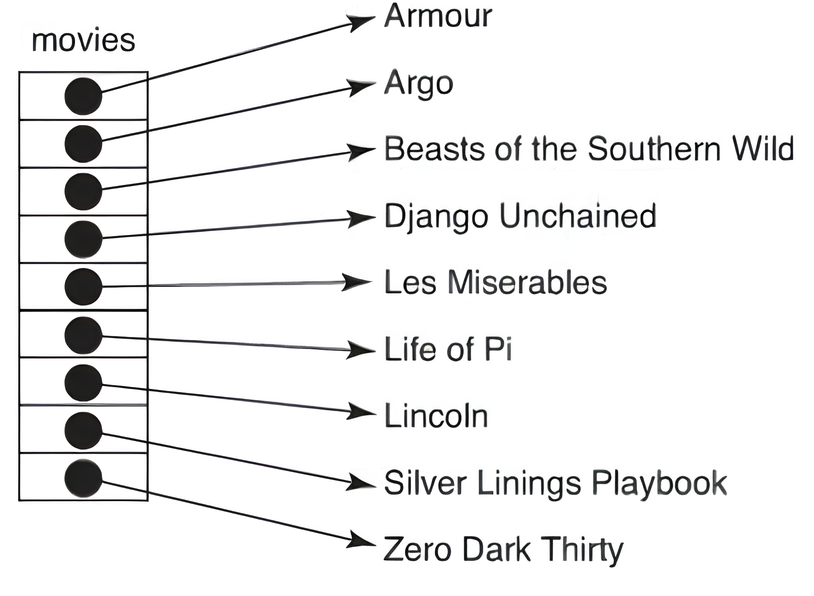 movies
Armour
Argo
Beasts of the Southern Wild
Django Unchained
Les Miserables
Life of Pi
Lincoln
Silver Linings Playbook
Zero Dark Thirty